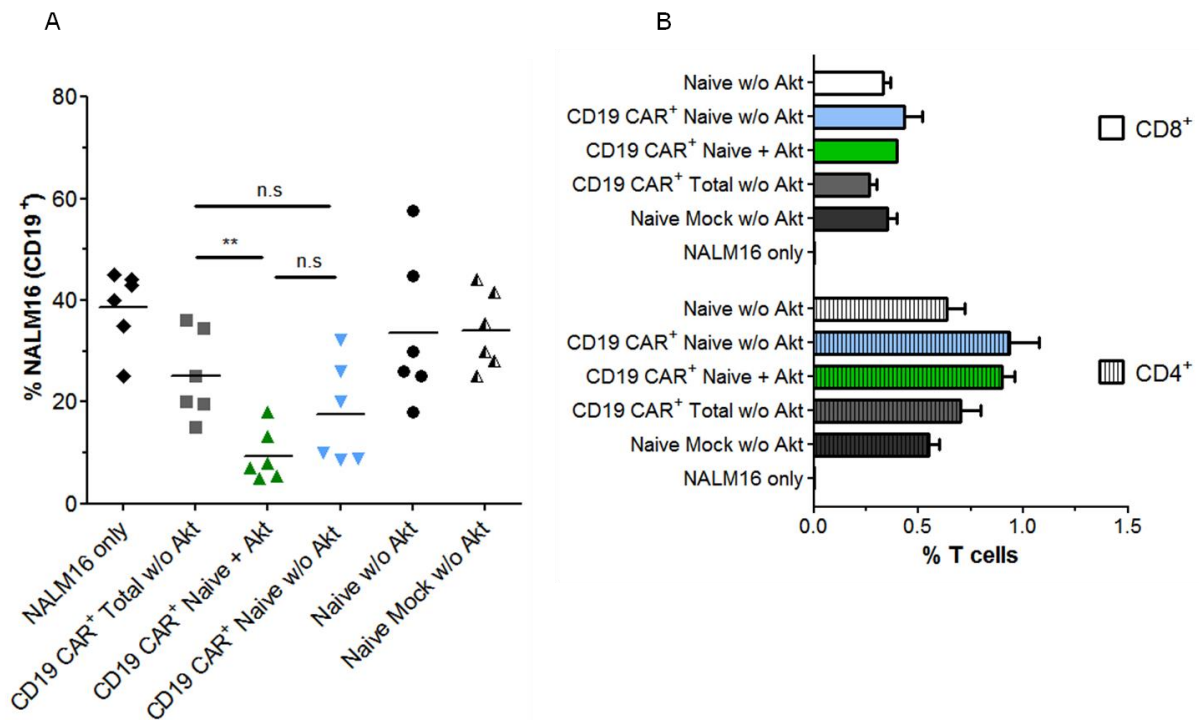 A
% NALM16 (CD19⁺)
80
60
40
20
0
n.s
**
n.s
NALM16 only
CD19 CAR⁺ Total w/o Akt
CD19 CAR⁺ Naive + Akt
CD19 CAR⁺ Naive w/o Akt
Naive w/o Akt
Naive Mock w/o Akt
B
Naive w/o Akt
CD19 CAR⁺ Naive w/o Akt
CD19 CAR⁺ Naive + Akt
CD19 CAR⁺ Total w/o Akt
Naive Mock w/o Akt
NALM16 only
Naive w/o Akt
CD19 CAR⁺ Naive w/o Akt
CD19 CAR⁺ Naive + Akt
CD19 CAR⁺ Total w/o Akt
Naive Mock w/o Akt
NALM16 only
0.0 0.5 1.0 1.5
% T cells
CD8⁺
CD4⁺